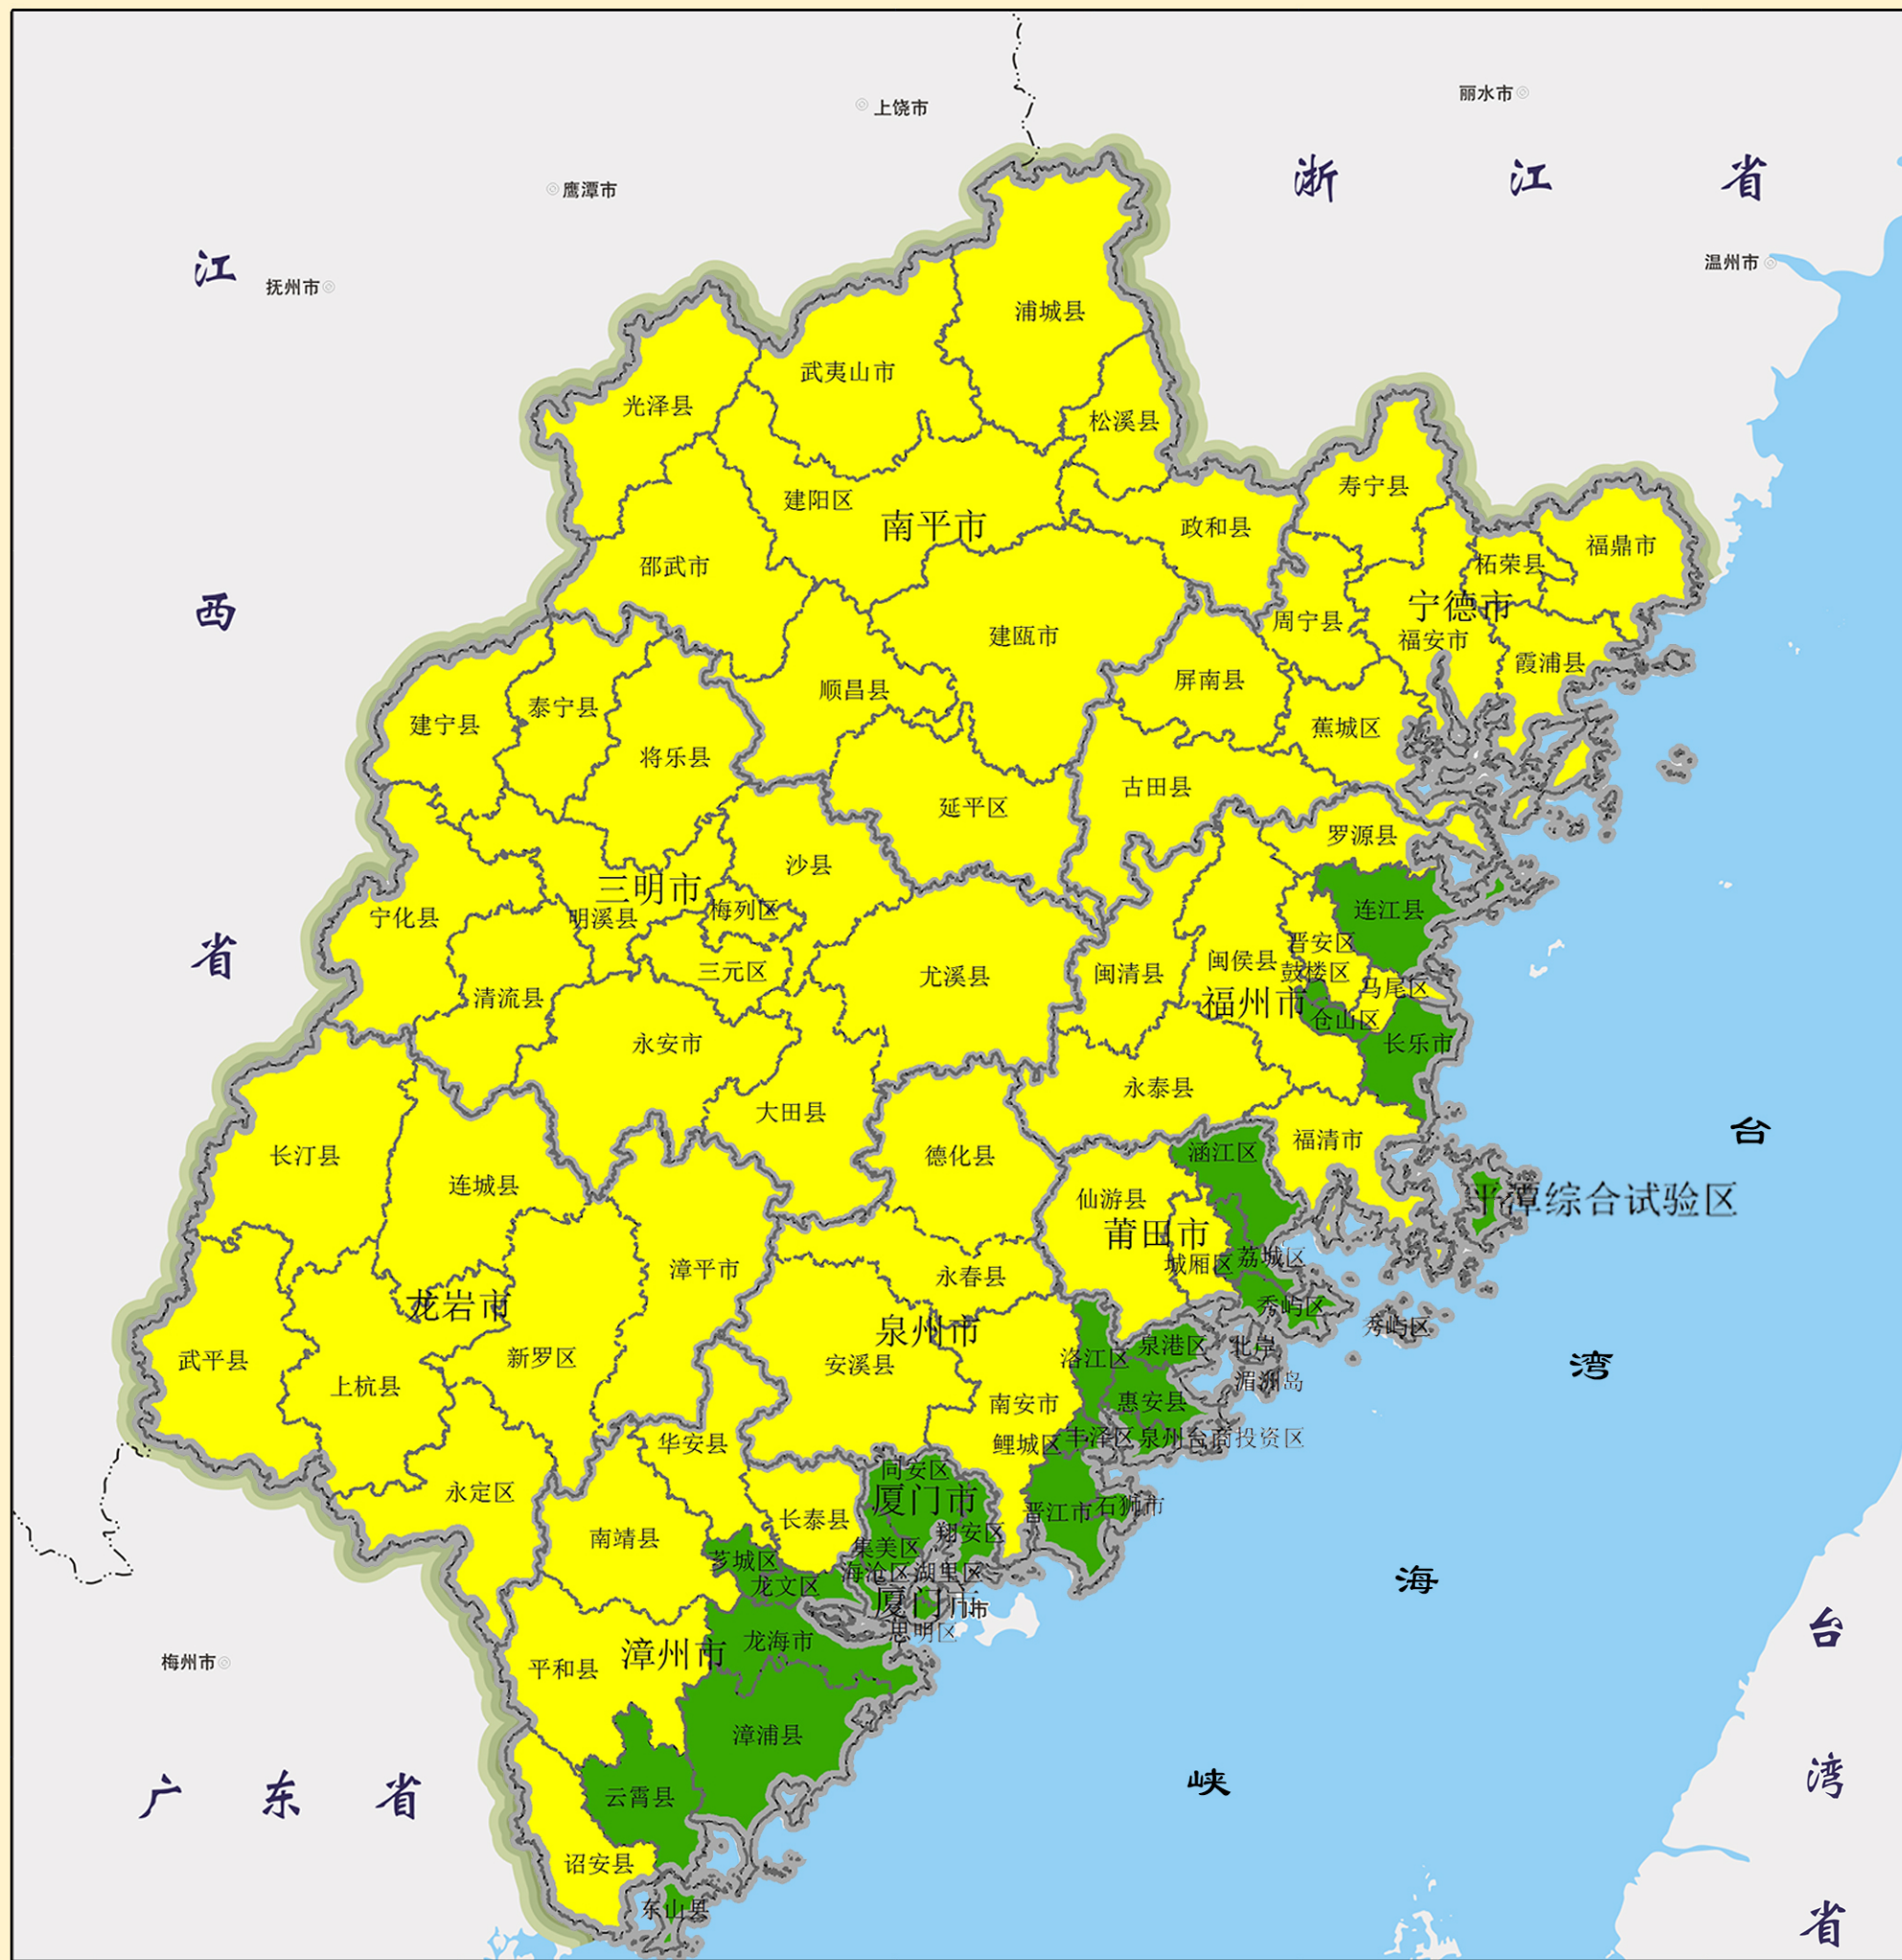 上饶市
丽水市
浙江省
鹰潭市
温州市
江西省
抚州市
浦城县
武夷山市
光泽县
松溪县
寿宁县
建阳区
南平市
政和县
福鼎市
柘荣县
邵武市
宁德市
周宁县
建瓯市
福安市
霞浦县
屏南县
顺昌县
泰宁县
建宁县
蕉城区
将乐县
古田县
延平区
罗源县
沙县
三明市
梅列区
连江县
宁化县
明溪县
晋安区
闽侯县
鼓楼区
三元区
闽清县
尤溪县
马尾区
清流县
福州市
仓山区
永安市
长乐市
永泰县
大田县
台湾海峡
福清市
涵江区
长汀县
德化县
连城县
仙游县
平潭综合试验区
莆田市
荔城区
城厢区
漳平市
永春县
龙岩市
秀屿区
秀屿区
泉州市
泉港区
北岸
新罗区
武平县
洛江区
安溪县
上杭县
湄洲岛
惠安县
南安市
华安县
鲤城区
丰泽区
泉州台商投资区
同安区
永定区
厦门市
石狮市
晋江市
长泰县
翔安区
南靖县
集美区
芗城区
海沧区
湖里区
龙文区
厦门市
思明区
龙海市
漳州市
梅州市
平和县
漳浦县
广东省
云霄县
诏安县
东山县
台湾省